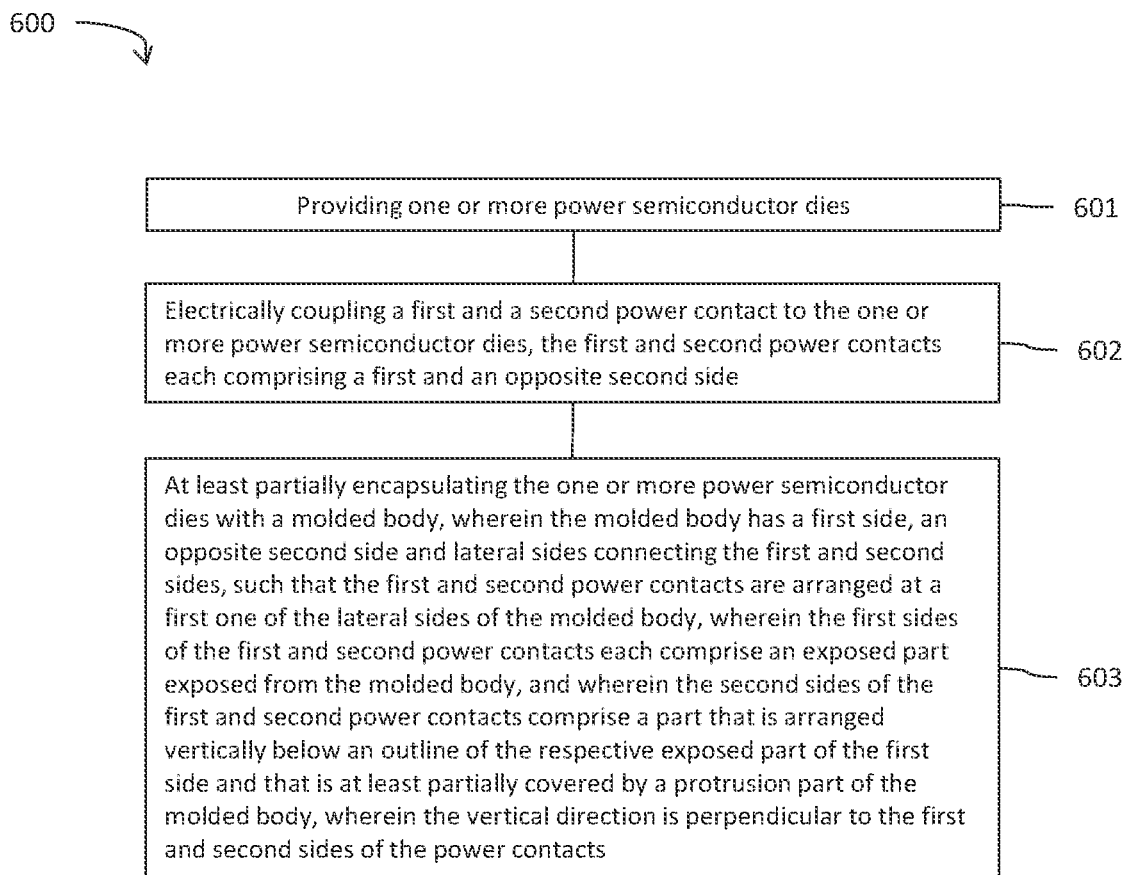 600
Providing one or more power semiconductor dies
601
Electrically coupling a first and a second power contact to the one or
more power semiconductor dies, the first and second power contacts
each comprising a first and an opposite second side
602
At least partially encapsulating the one or more power semiconductor
dies with a molded body, wherein the molded body has a first side, an
opposite second side and lateral sides connecting the first and second
sides, such that the first and second power contacts are arranged at a
first one of the lateral sides of the molded body, wherein the first sides
of the first and second power contacts each comprise an exposed part
exposed from the molded body, and wherein the second sides of the
first and second power contacts comprise a part that is arranged
vertically below an outline of the respective exposed part of the first
side and that is at least partially covered by a protrusion part of the
molded body, wherein the vertical direction is perpendicular to the first
and second sides of the power contacts
603